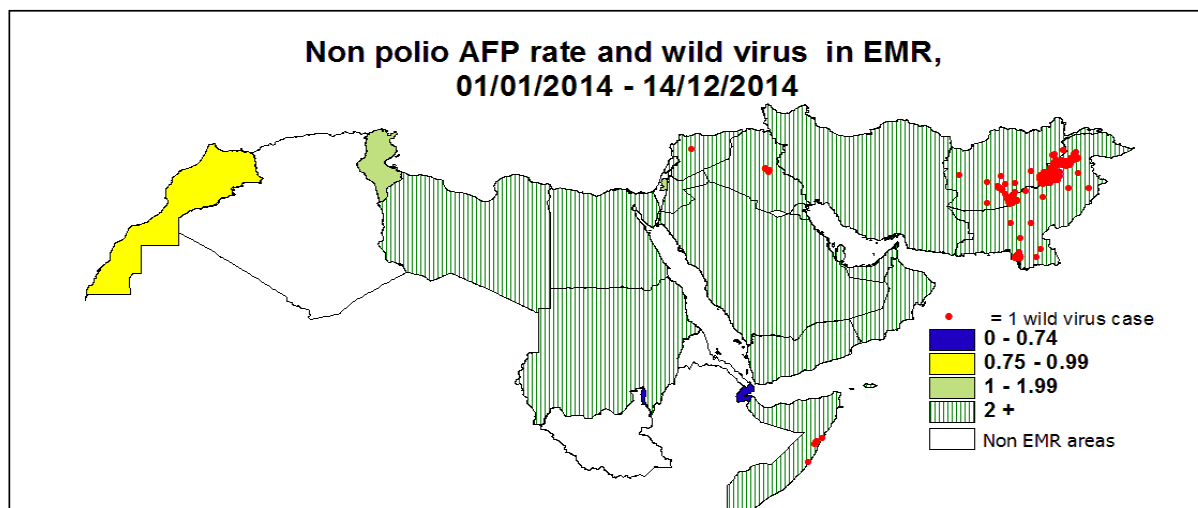 Non polio AFP rate and wild virus in EMR,
01/01/2014 - 14/12/2014
= 1 wild virus case
0 - 0.74
0.75 - 0.99
1 - 1.99
2 +
Non EMR areas